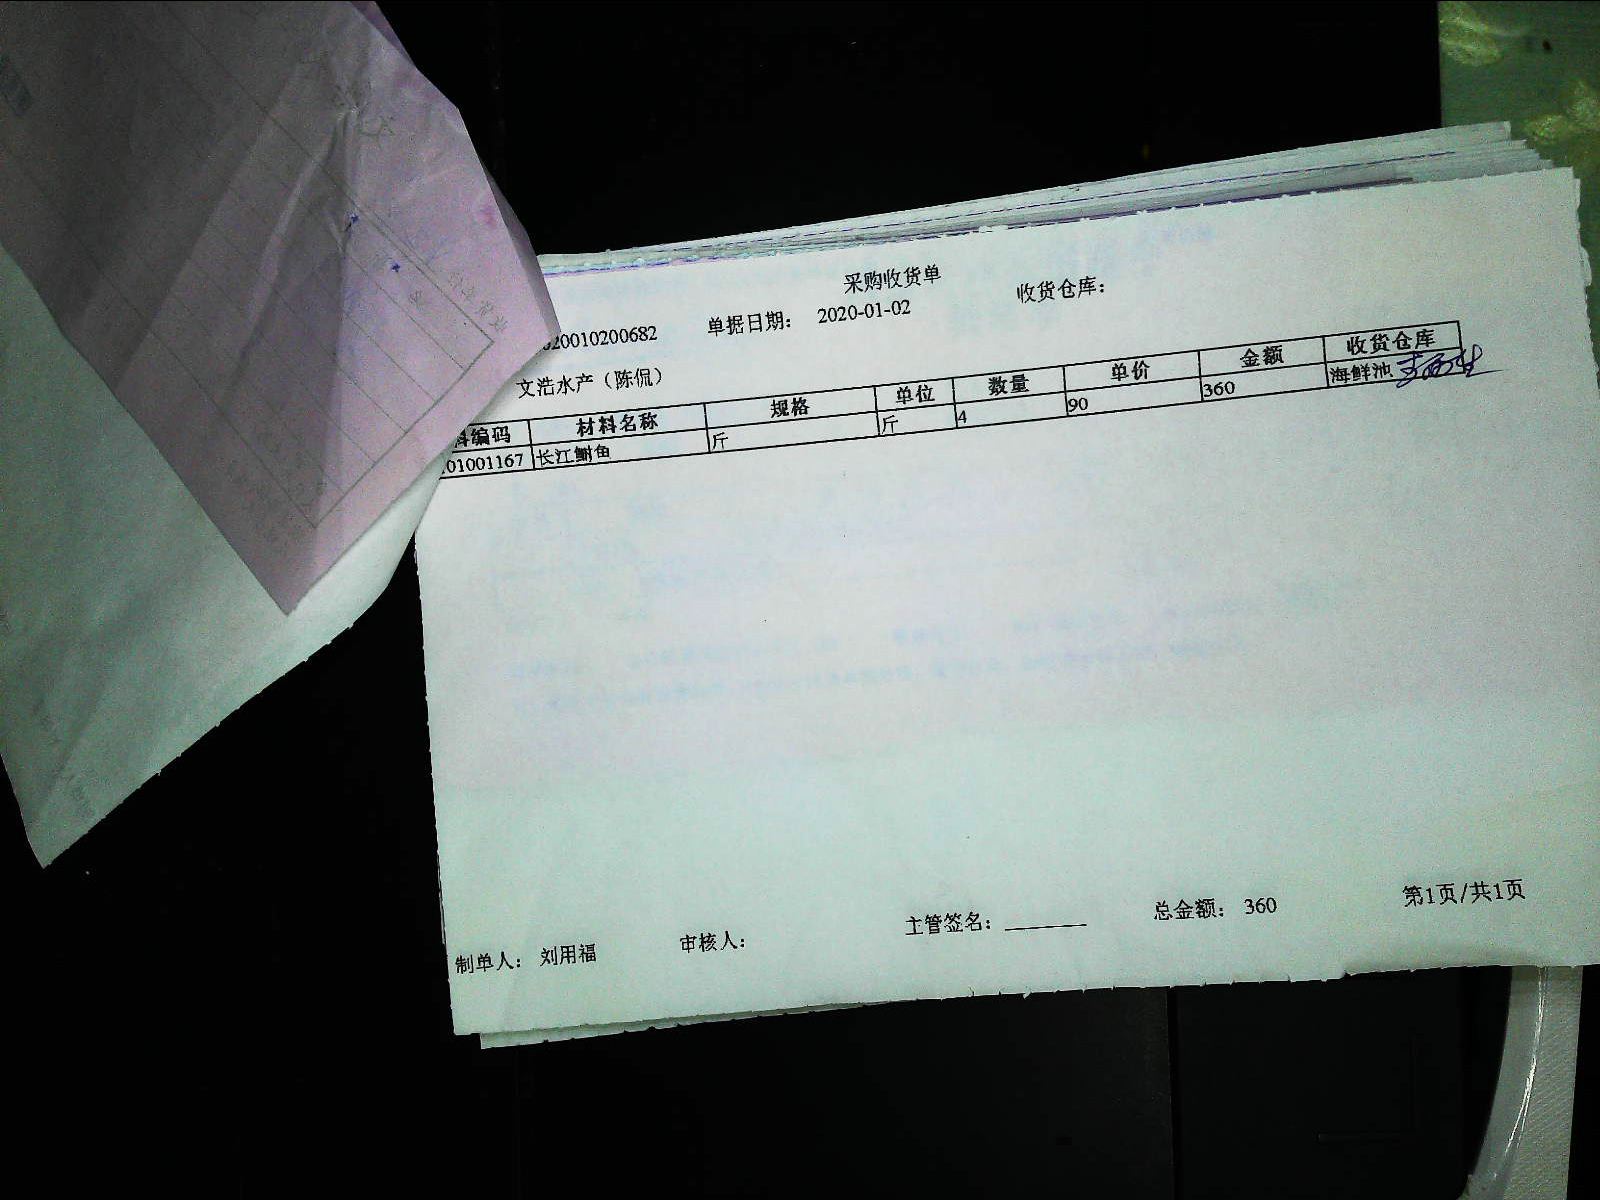 采购收货单
020010200682 单据日期： 2020-01-02 收货仓库：
文浩水产（陈侃）
料编码 材料名称 规格 单位 数量 单价 金额 收货仓库
01001167 长江鮰鱼 斤 斤 4 90 360 海鲜池
制单人： 刘用福 审核人： 主管签名： 总金额： 360 第1页/共1页